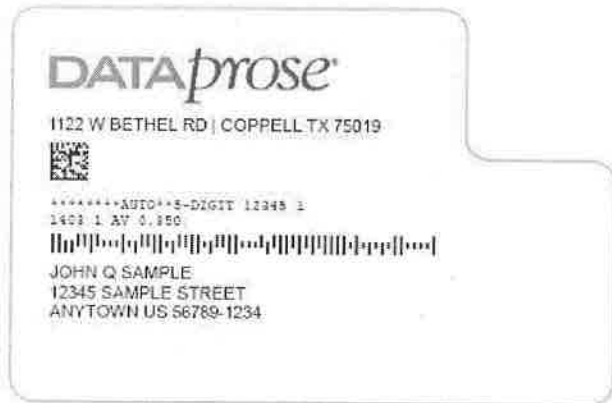 DATAprose
1122 W BETHEL RD | COPPELL TX 75019
********AUTO**5-DIGIT 12345 1
1403 1 AV 0.350
JOHN Q SAMPLE
12345 SAMPLE STREET
ANYTOWN US 56789-1234